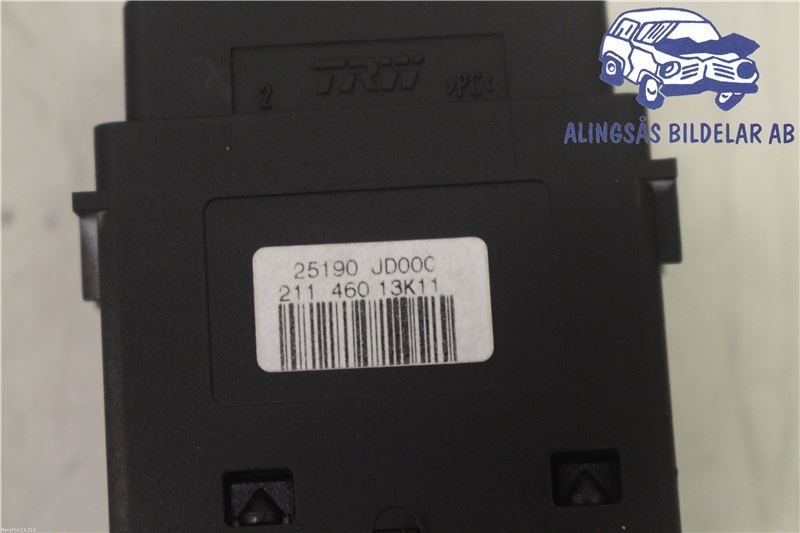 2
TRW
>PC<
ALINGSÅS BILDELAR AB
25190 JD00C
211 460 13K11